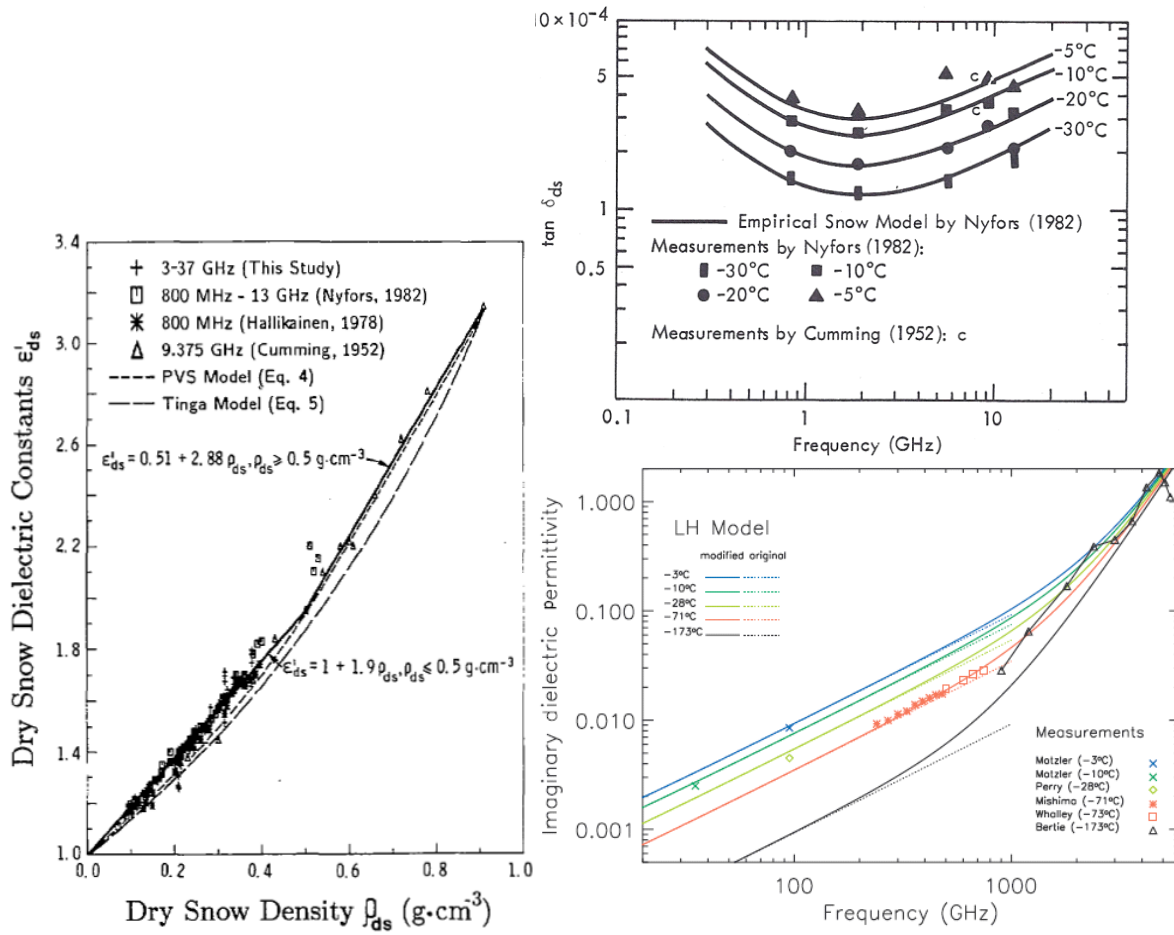 3.4
3.0
2.6
2.2
1.8
1.4
1.0
Dry Snow Dielectric Constants ε'ds
+ 3-37 GHz (This Study)
800 MHz - 13 GHz (Nyfors, 1982)
800 MHz (Hallikainen, 1978)
Δ 9.375 GHz (Cumming, 1952)
PVS Model (Eq. 4)
Tinga Model (Eq. 5)
ε'ds = 0.51 + 2.88 ρds, ρds ⩾ 0.5 g·cm⁻³
ε'ds = 1 + 1.9 ρds, ρds ⩽ 0.5 g·cm⁻³
0.0 0.2 0.4 0.6 0.8 1.0
Dry Snow Density ρds (g·cm⁻³)
10×10⁻⁴
5
1
0.5
tan δds
-5°C
-10°C
-20°C
-30°C
c
c
Empirical Snow Model by Nyfors (1982)
Measurements by Nyfors (1982):
-30°C -10°C
-20°C -5°C
Measurements by Cumming (1952): c
0.1 1 10
Frequency (GHz)
1.000
0.100
0.010
0.001
Imaginary dielectric permittivity
LH Model
modified original
-3°C
-10°C
-28°C
-71°C
-173°C
Measurements
Matzler (-3°C)
Matzler (-10°C)
Perry (-28°C)
Mishima (-71°C)
Whalley (-73°C)
Bertie (-173°C)
100 1000
Frequency (GHz)